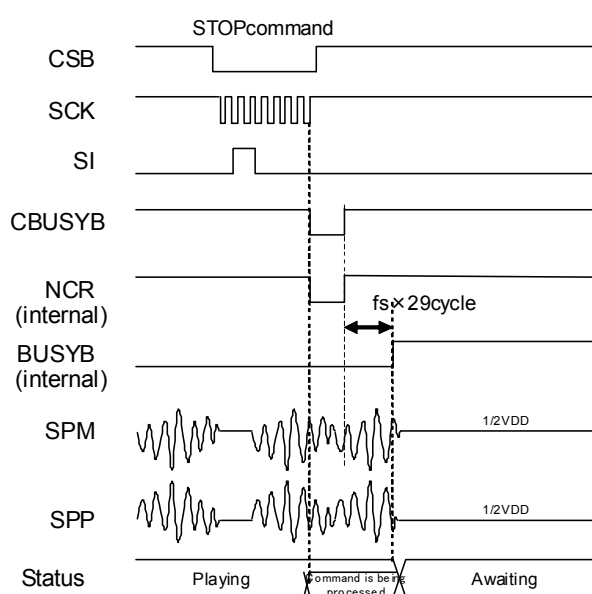 STOPcommand
CSB
SCK
SI
CBUSYB
NCR
(internal)
fs×29cycle
BUSYB
(internal)
SPM
1/2VDD
SPP
1/2VDD
Status
Playing
Command is being
processed
Awaiting